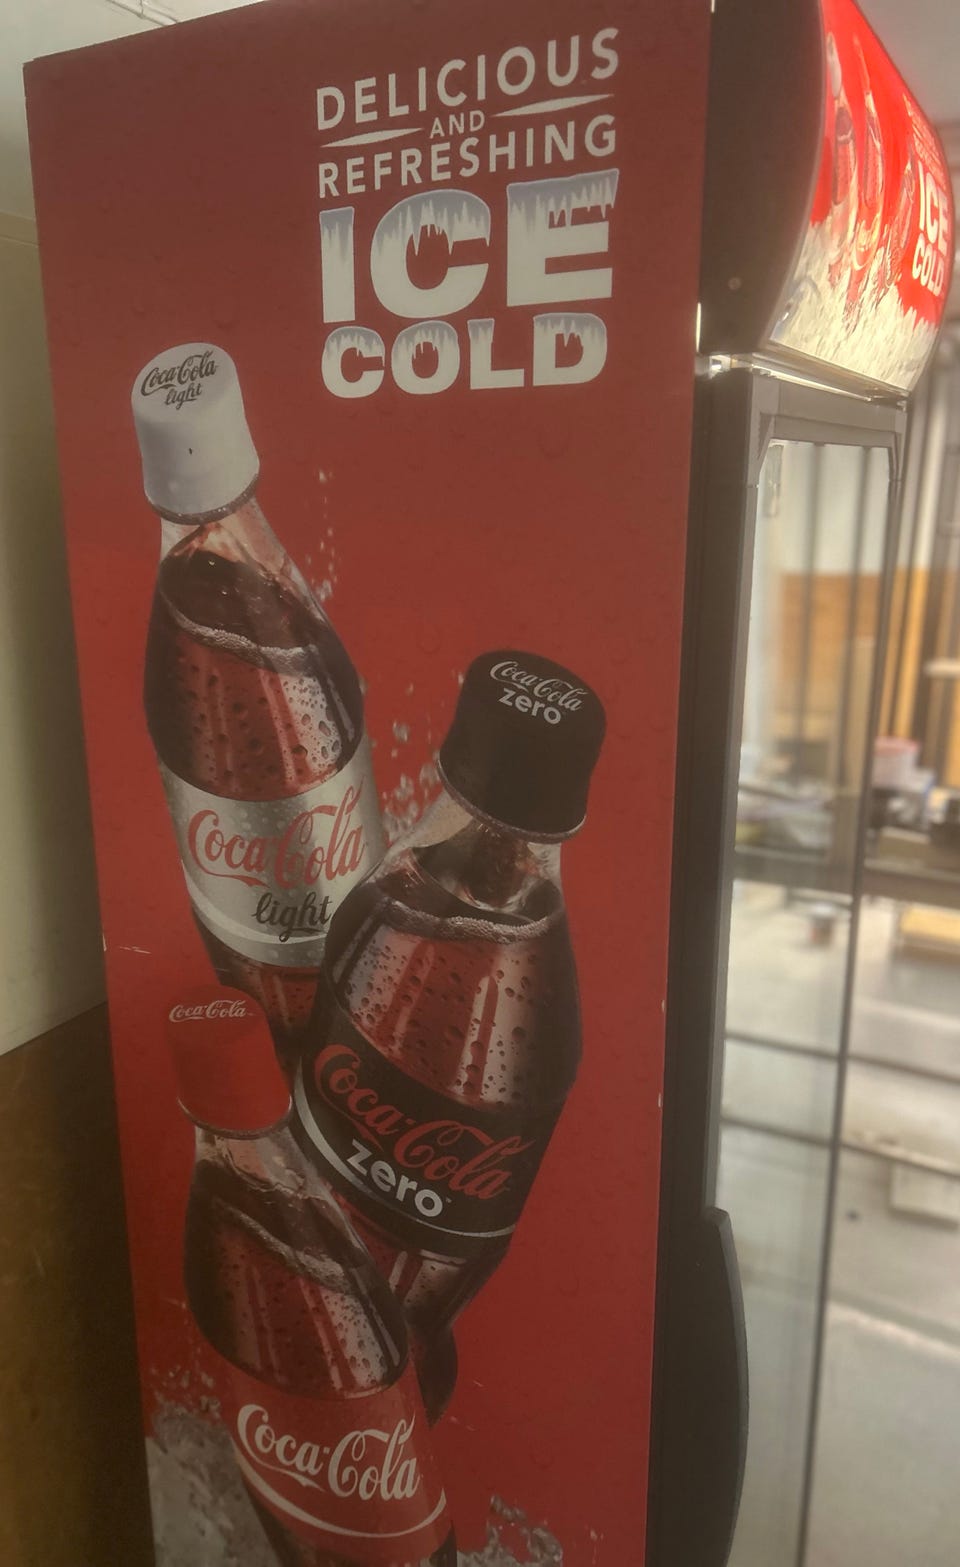 DELICIOUS
AND
REFRESHING
ICE
COLD
ICE
COLD
Coca-Cola
light
Coca-Cola
zero
Coca-Cola
light
Coca-Cola
Coca-Cola
zero
Coca-Cola